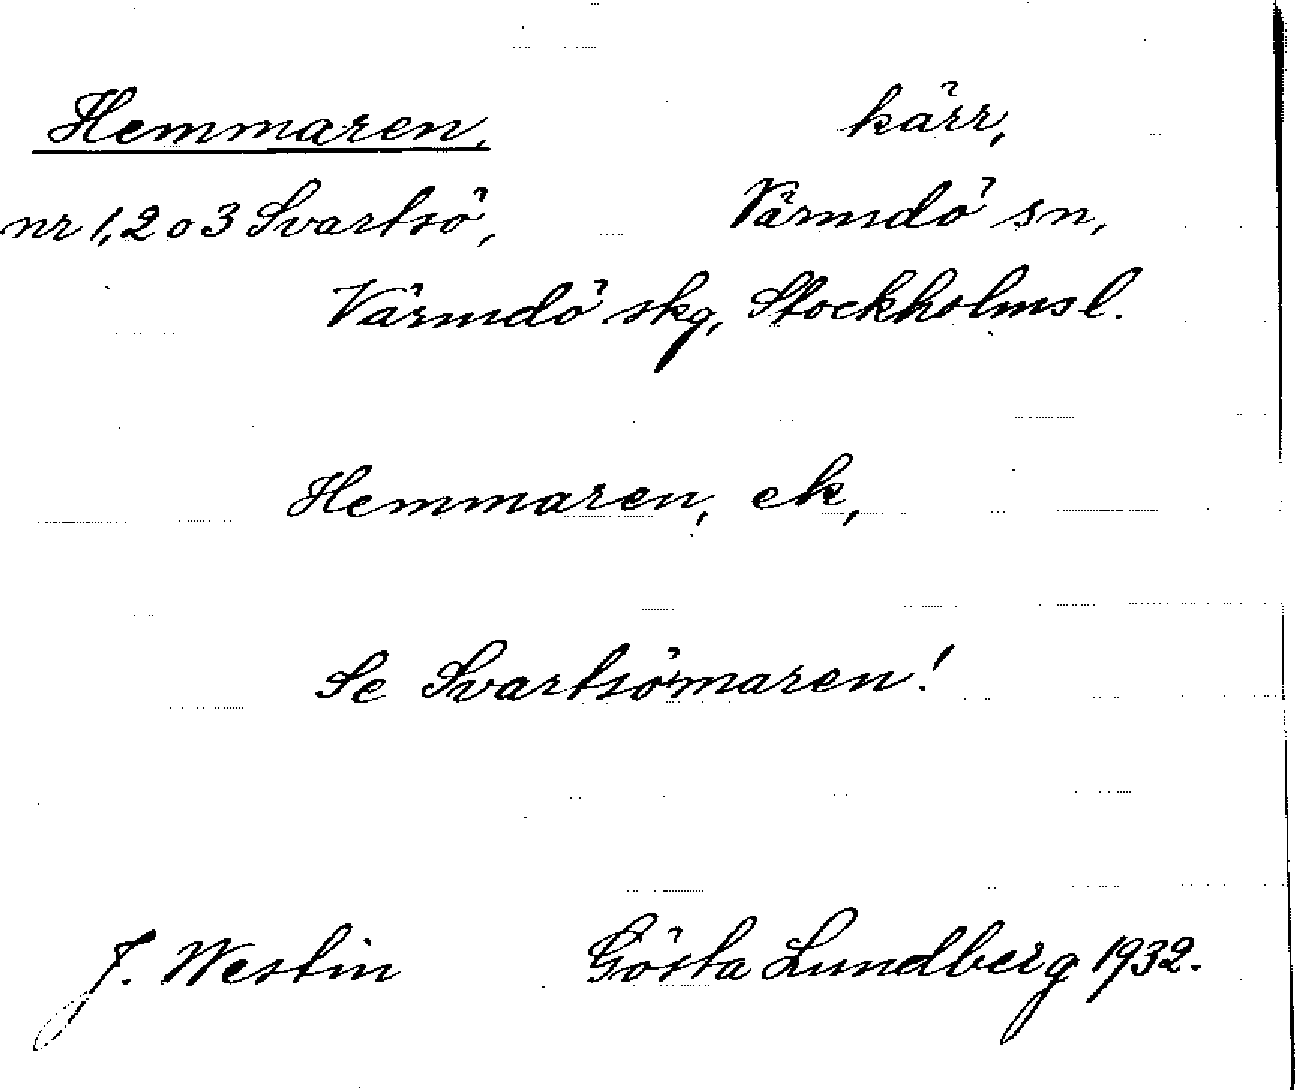 Hemmaren, kärr,
nr 1, 2 o 3 Svartsö, Värmdö sn,
Värmdö skg, Stockholms l.
Hemmaren, ek,
Se Svartsömaren!
J. Westin Gösta Lundberg 1932.